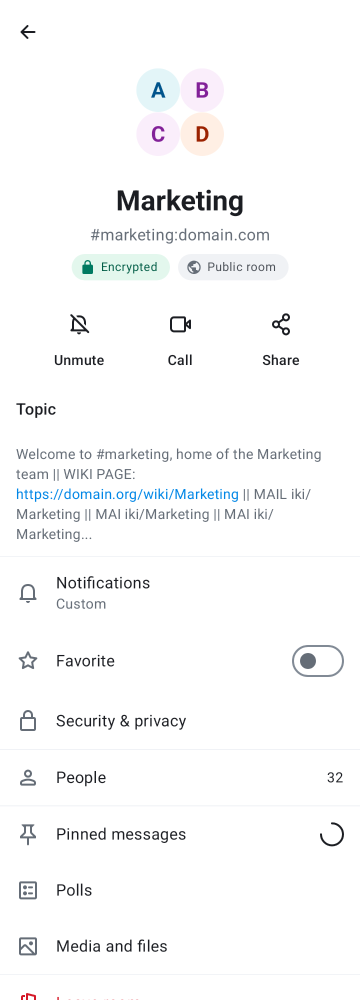 A B
C D
Marketing
#marketing:domain.com
Encrypted Public room
Unmute Call Share
Topic
Welcome to #marketing, home of the Marketing
team || WIKI PAGE:
https://domain.org/wiki/Marketing || MAIL iki/
Marketing || MAI iki/Marketing || MAI iki/
Marketing...
Notifications
Custom
Favorite
Security & privacy
People 32
Pinned messages
Polls
Media and files